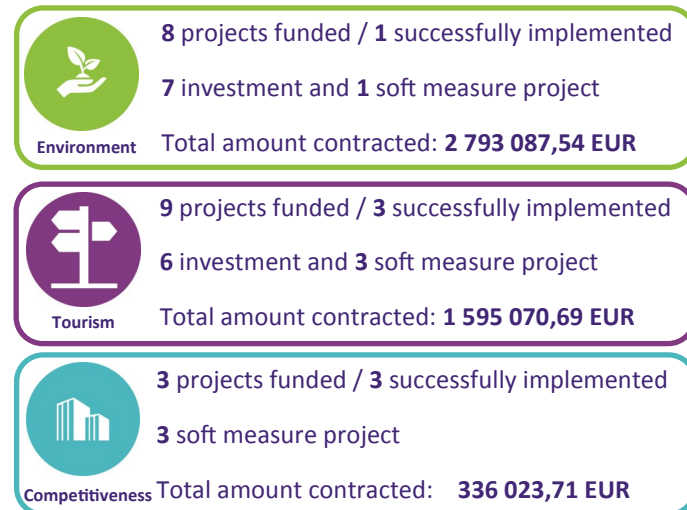 8 projects funded / 1 successfully implemented
7 investment and 1 soft measure project
Environment
Total amount contracted: 2 793 087,54 EUR
9 projects funded / 3 successfully implemented
6 investment and 3 soft measure project
Tourism
Total amount contracted: 1 595 070,69 EUR
3 projects funded / 3 successfully implemented
3 soft measure project
Competitiveness
Total amount contracted: 336 023,71 EUR